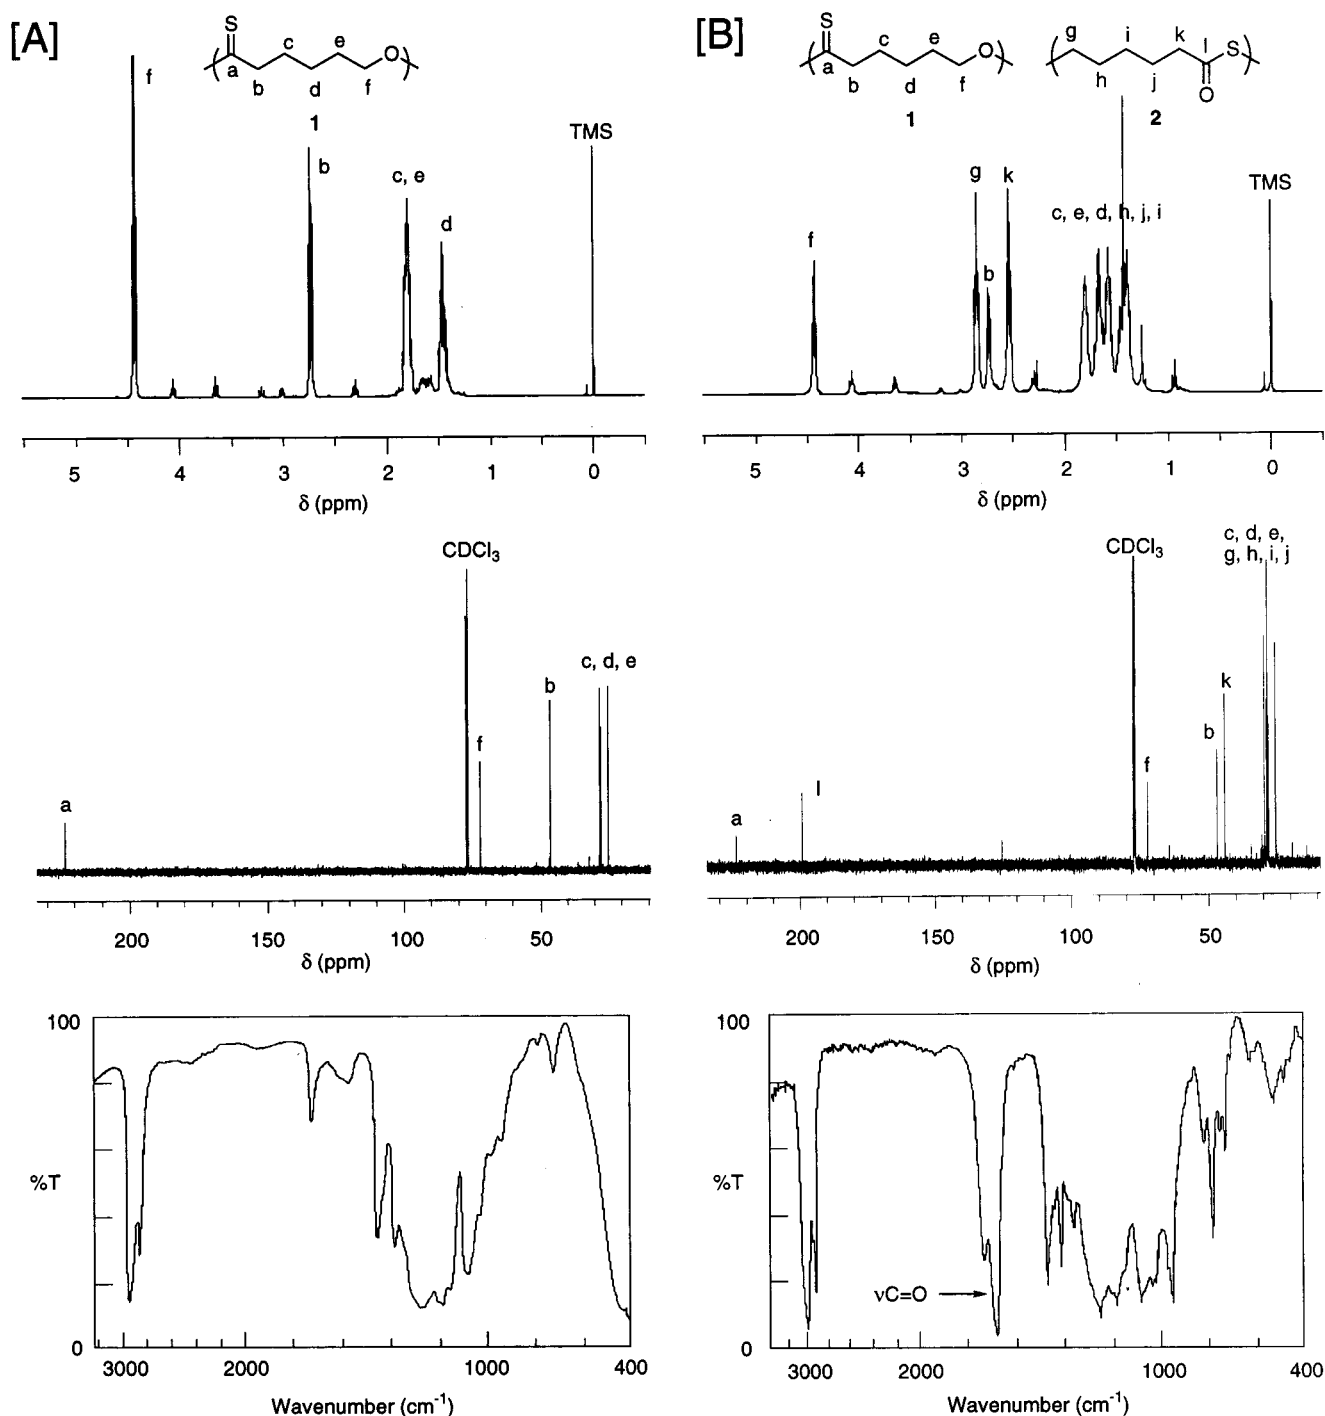 [A]
S
O
a
b
c
d
e
f
1
f
b
c, e
d
TMS
5 4 3 2 1 0
δ (ppm)
CDCl3
a
f
b
c, d, e
200 150 100 50
δ (ppm)
100
%T
0
3000 2000 1000 400
Wavenumber (cm-1)
[B]
S
O
a
b
c
d
e
f
1
g
h
i
j
k
l
S
O
2
f
g
b
k
c, e, d, h, j, i
TMS
5 4 3 2 1 0
δ (ppm)
CDCl3
c, d, e,
g, h, i, j
a
l
f
b
k
200 150 100 50
δ (ppm)
100
%T
νC=O
0
3000 2000 1000 400
Wavenumber (cm-1)